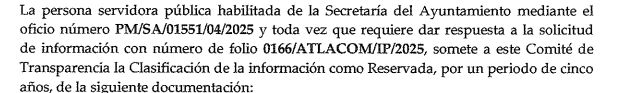 La persona servidora pública habilitada de la Secretaría del Ayuntamiento mediante el
oficio número PM/SA/01551/04/2025 y toda vez que requiere dar respuesta a la solicitud
de información con número de folio 0166/ATLACOM/IP/2025, somete a este Comité de
Transparencia la Clasificación de la información como Reservada, por un periodo de cinco
años, de la siguiente documentación: